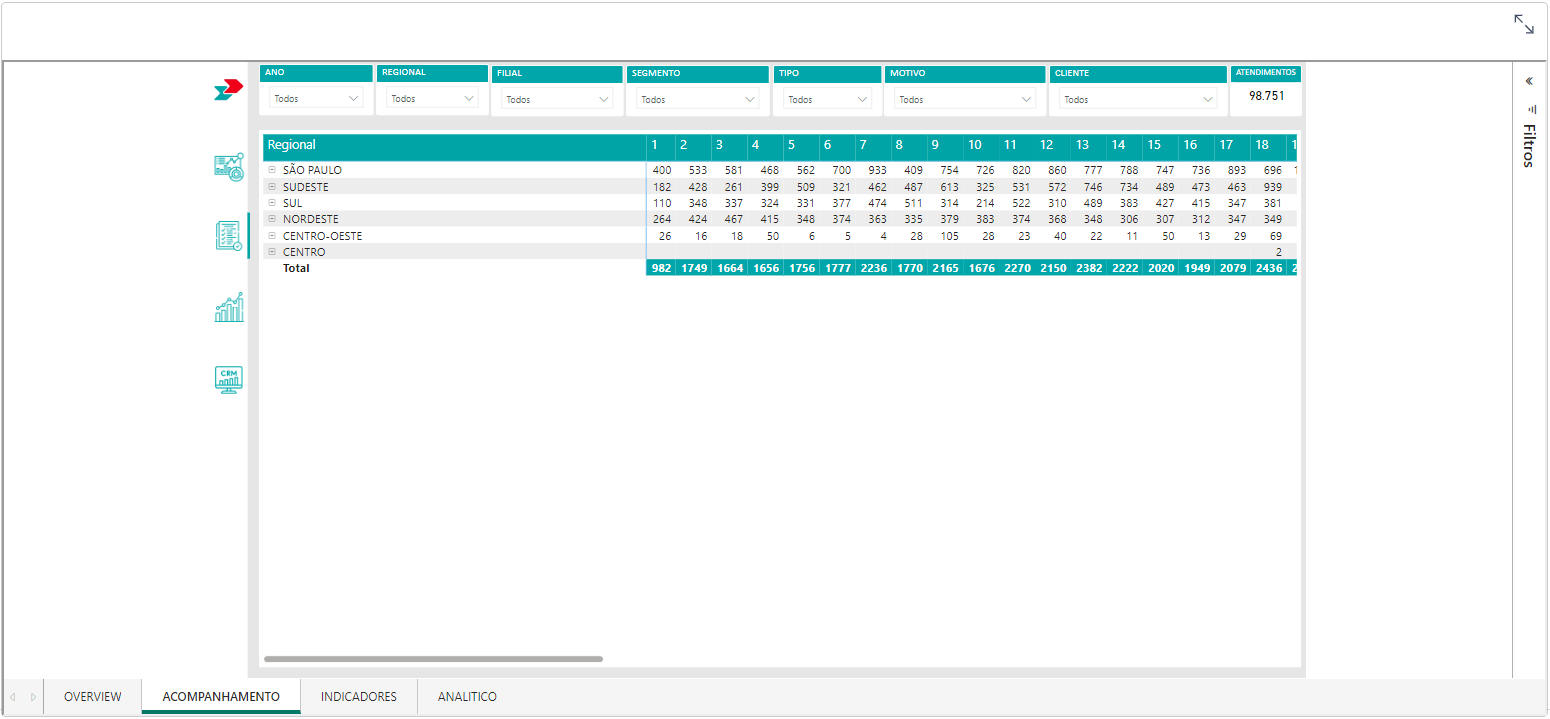 ANO REGIONAL FILIAL SEGMENTO TIPO MOTIVO CLIENTE ATENDIMENTOS
Todos Todos Todos Todos Todos Todos Todos 98.751
Filtros
Regional 1 2 3 4 5 6 7 8 9 10 11 12 13 14 15 16 17 18 1
SÃO PAULO 400 533 581 468 562 700 933 409 754 726 820 860 777 788 747 736 893 696 1
SUDESTE 182 428 261 399 509 321 462 487 613 325 531 572 746 734 489 473 463 939
SUL 110 348 337 324 331 377 474 511 314 214 522 310 489 383 427 415 347 381
NORDESTE 264 424 467 415 348 374 363 335 379 383 374 368 348 306 307 312 347 349
CENTRO-OESTE 26 16 18 50 6 5 4 28 105 28 23 40 22 11 50 13 29 69
CENTRO 2
Total 982 1749 1664 1656 1756 1777 2236 1770 2165 1676 2270 2150 2382 2222 2020 1949 2079 2436 2
CRM
OVERVIEW ACOMPANHAMENTO INDICADORES ANALITICO